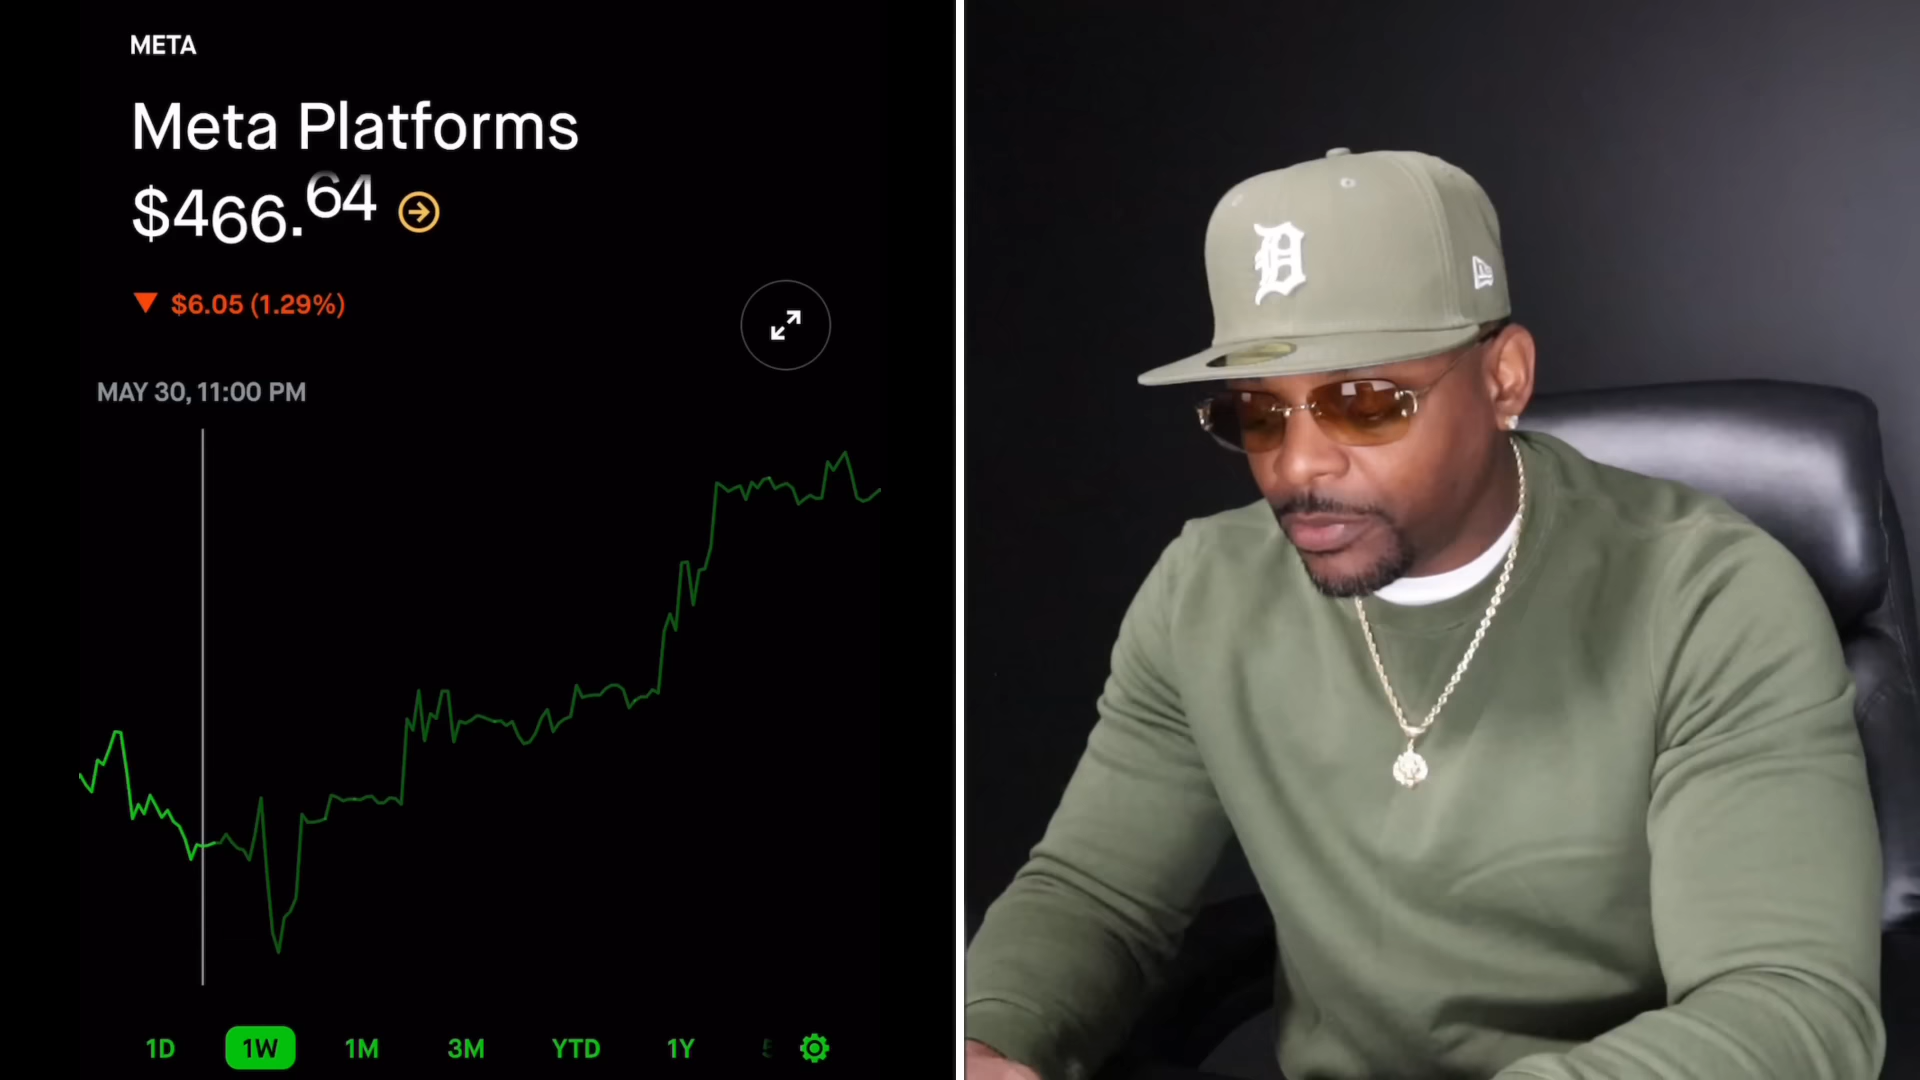 META
Meta Platforms
$466.64
▼ $6.05 (1.29%)
MAY 30, 11:00 PM
1D 1W 1M 3M YTD 1Y 5
D